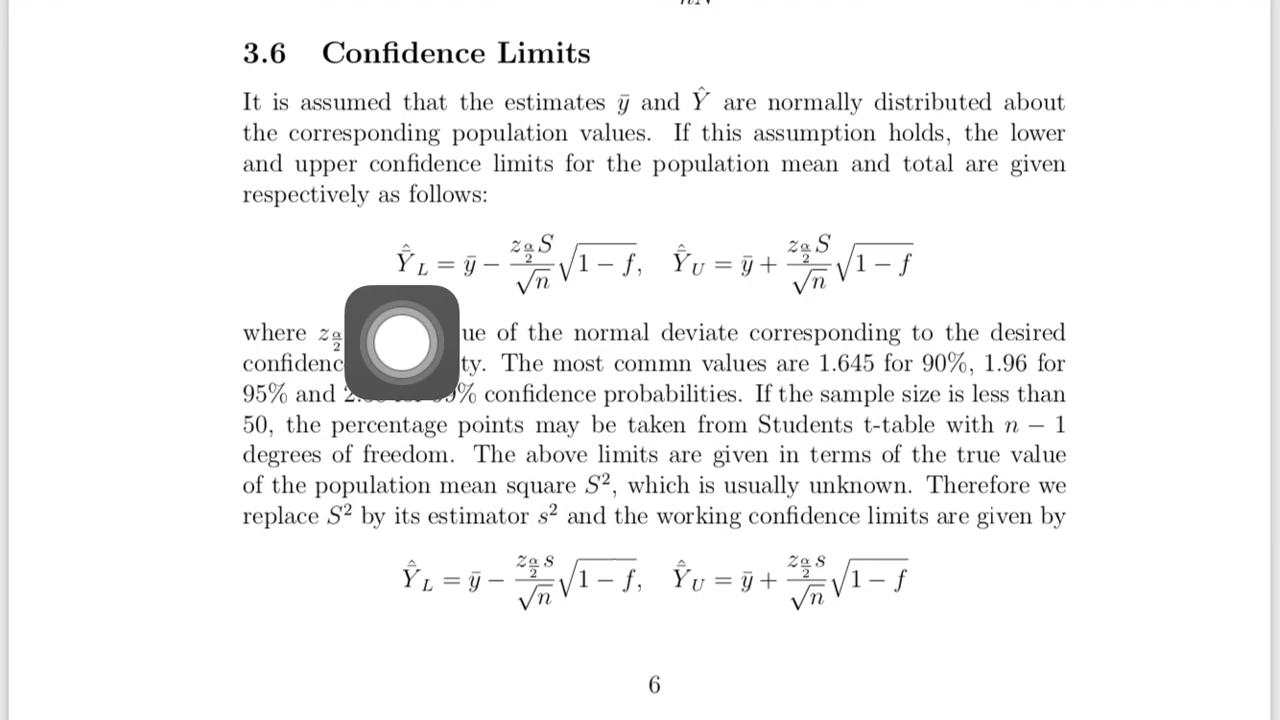 3.6 Confidence Limits
It is assumed that the estimates ȳ and Ŷ are normally distributed about
the corresponding population values. If this assumption holds, the lower
and upper confidence limits for the population mean and total are given
respectively as follows:
Ȳ̂_L = ȳ − (z_{α/2} S / √n) √(1 − f), Ȳ̂_U = ȳ + (z_{α/2} S / √n) √(1 − f)
where z_{α/2} ue of the normal deviate corresponding to the desired
confidenc ty. The most commn values are 1.645 for 90%, 1.96 for
95% and % confidence probabilities. If the sample size is less than
50, the percentage points may be taken from Students t-table with n − 1
degrees of freedom. The above limits are given in terms of the true value
of the population mean square S², which is usually unknown. Therefore we
replace S² by its estimator s² and the working confidence limits are given by
Ȳ̂_L = ȳ − (z_{α/2} s / √n) √(1 − f), Ȳ̂_U = ȳ + (z_{α/2} s / √n) √(1 − f)
6